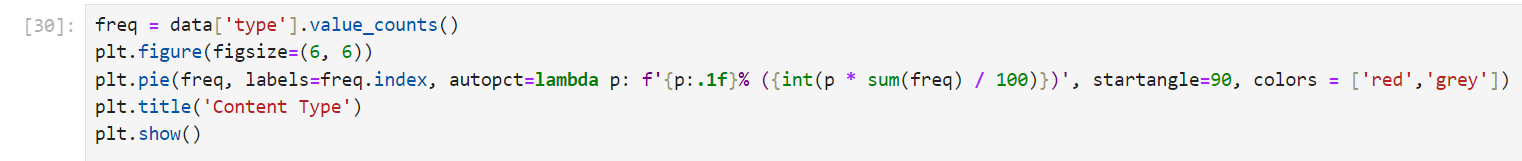 [30]: freq = data['type'].value_counts()
plt.figure(figsize=(6, 6))
plt.pie(freq, labels=freq.index, autopct=lambda p: f'{p:.1f}% ({int(p * sum(freq) / 100)})', startangle=90, colors = ['red','grey'])
plt.title('Content Type')
plt.show()